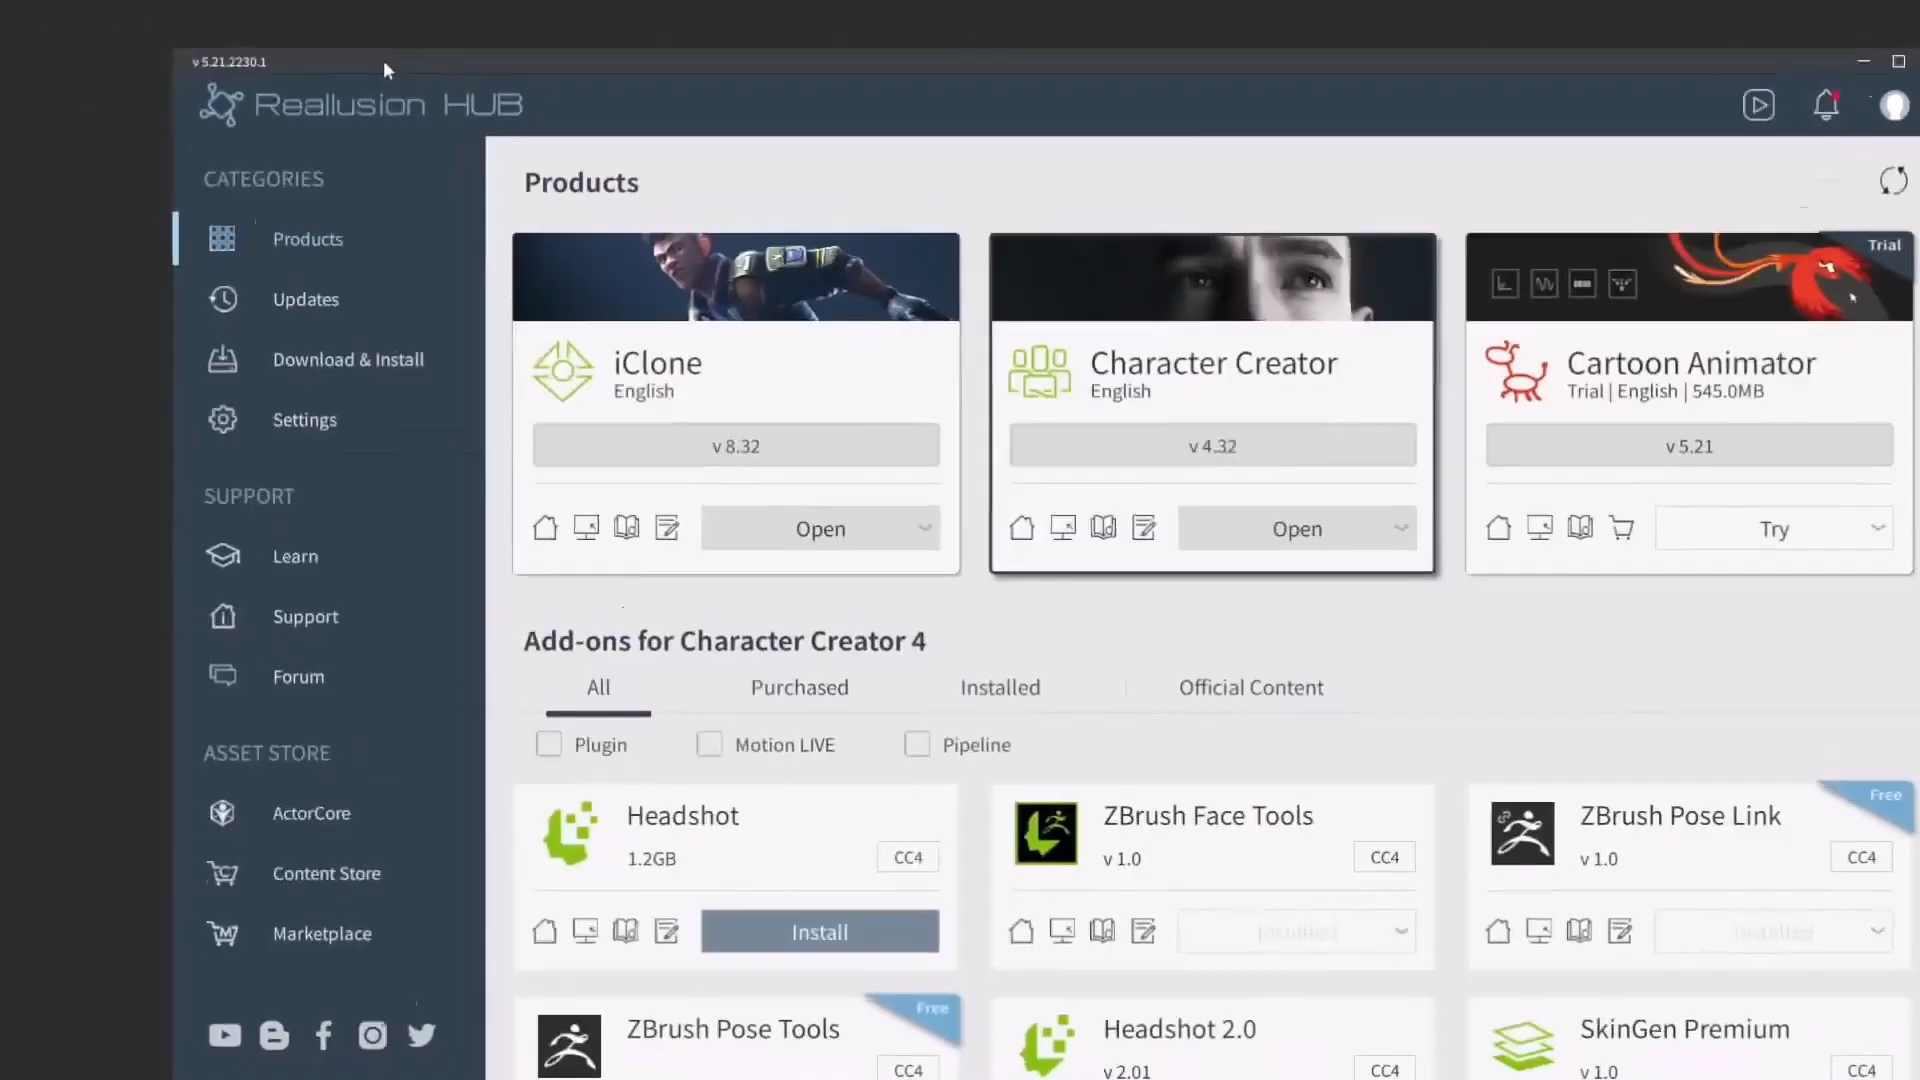 v 5.21.2230.1
Reallusion HUB
CATEGORIES
Products
Updates
Download & Install
Settings
SUPPORT
Learn
Support
Forum
ASSET STORE
ActorCore
Content Store
Marketplace
Products
iClone
English
v 8.32
Open
Character Creator
English
v 4.32
Open
Trial
Cartoon Animator
Trial | English | 545.0MB
v 5.21
Try
Add-ons for Character Creator 4
All Purchased Installed Official Content
Plugin Motion LIVE Pipeline
Headshot
1.2GB
CC4
Install
ZBrush Face Tools
v 1.0
CC4
Installed
Free
ZBrush Pose Link
v 1.0
CC4
Installed
Free
ZBrush Pose Tools
CC4
Headshot 2.0
v 2.01
CC4
SkinGen Premium
v 1.0
CC4